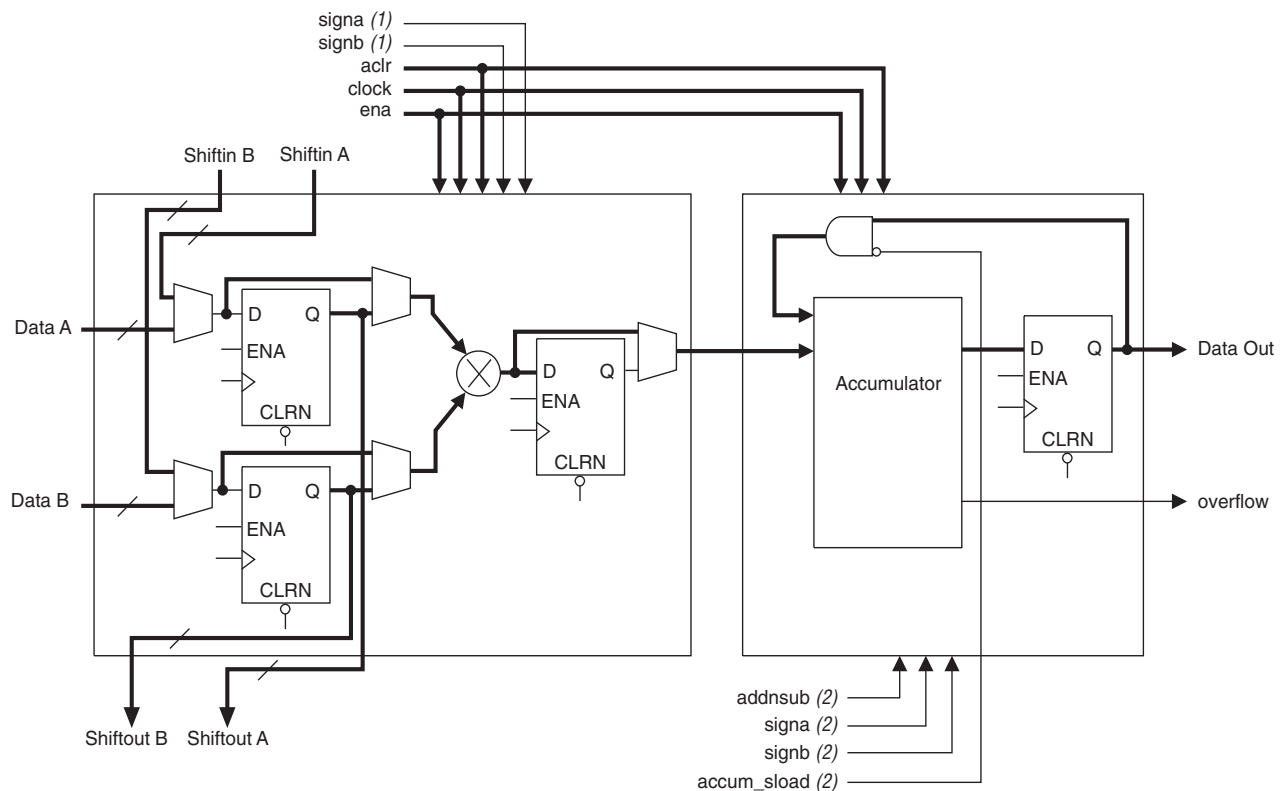 signa (1)
signb (1)
aclr
clock
ena
Shiftin B
Shiftin A
Data A
D
Q
ENA
CLRN
D
Q
ENA
CLRN
Accumulator
D
Q
ENA
CLRN
Data Out
Data B
D
Q
ENA
CLRN
overflow
Shiftout B
Shiftout A
addnsub (2)
signa (2)
signb (2)
accum_sload (2)